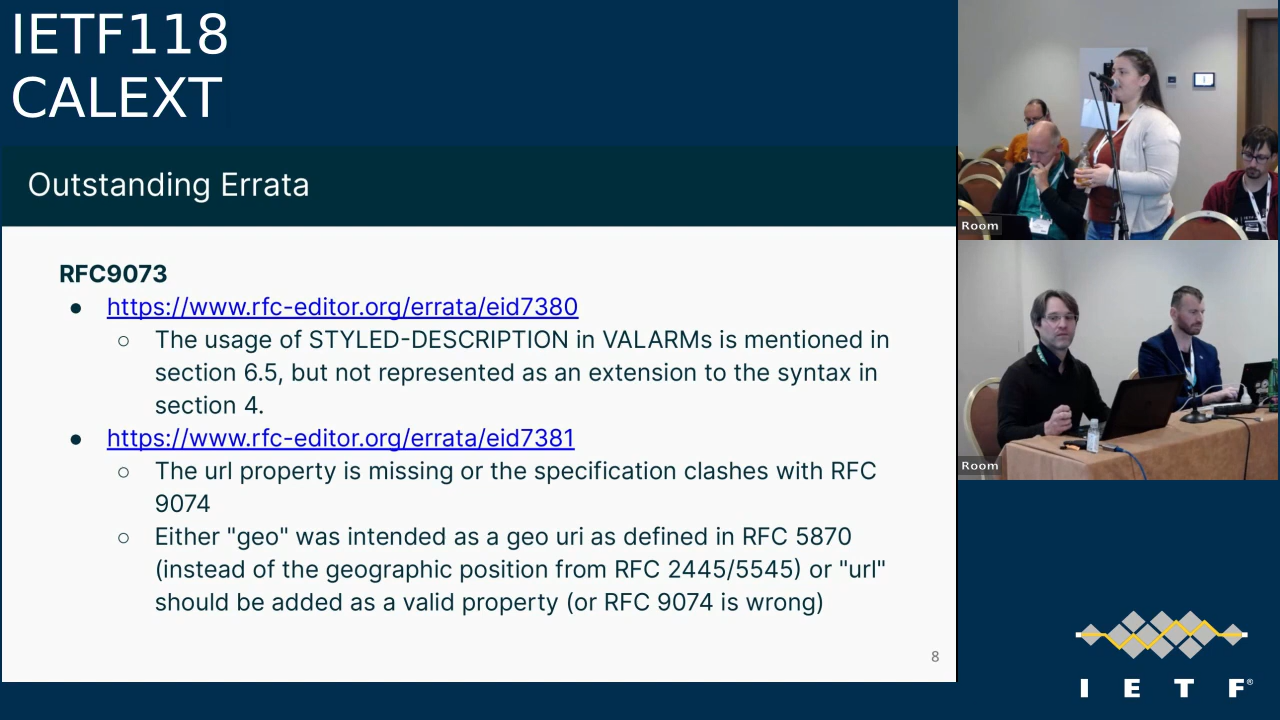 IETF118
CALEXT
Outstanding Errata
RFC9073
● https://www.rfc-editor.org/errata/eid7380
○ The usage of STYLED-DESCRIPTION in VALARMs is mentioned in
section 6.5, but not represented as an extension to the syntax in
section 4.
● https://www.rfc-editor.org/errata/eid7381
○ The url property is missing or the specification clashes with RFC
9074
○ Either "geo" was intended as a geo uri as defined in RFC 5870
(instead of the geographic position from RFC 2445/5545) or "url"
should be added as a valid property (or RFC 9074 is wrong)
8
Room
Room
I E T F®